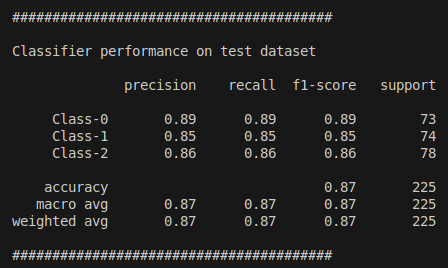 ########################################
Classifier performance on test dataset
precision recall f1-score support
Class-0 0.89 0.89 0.89 73
Class-1 0.85 0.85 0.85 74
Class-2 0.86 0.86 0.86 78
accuracy 0.87 225
macro avg 0.87 0.87 0.87 225
weighted avg 0.87 0.87 0.87 225
########################################